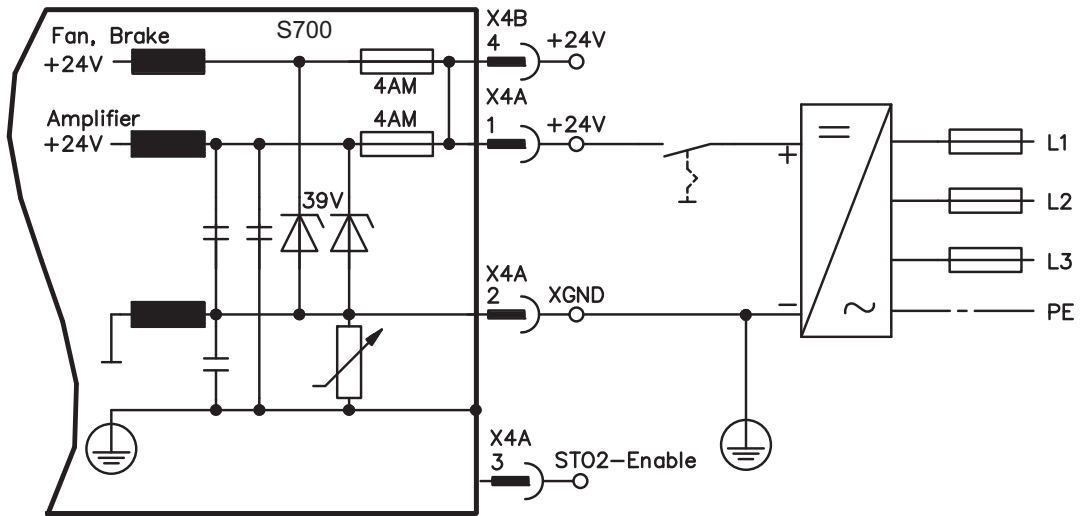 S700
Fan, Brake
+24V
4AM
X4B
4
+24V
Amplifier
+24V
4AM
X4A
1
+24V
+
L1
L2
L3
PE
39V
X4A
2
XGND
−
X4A
3
STO2−Enable